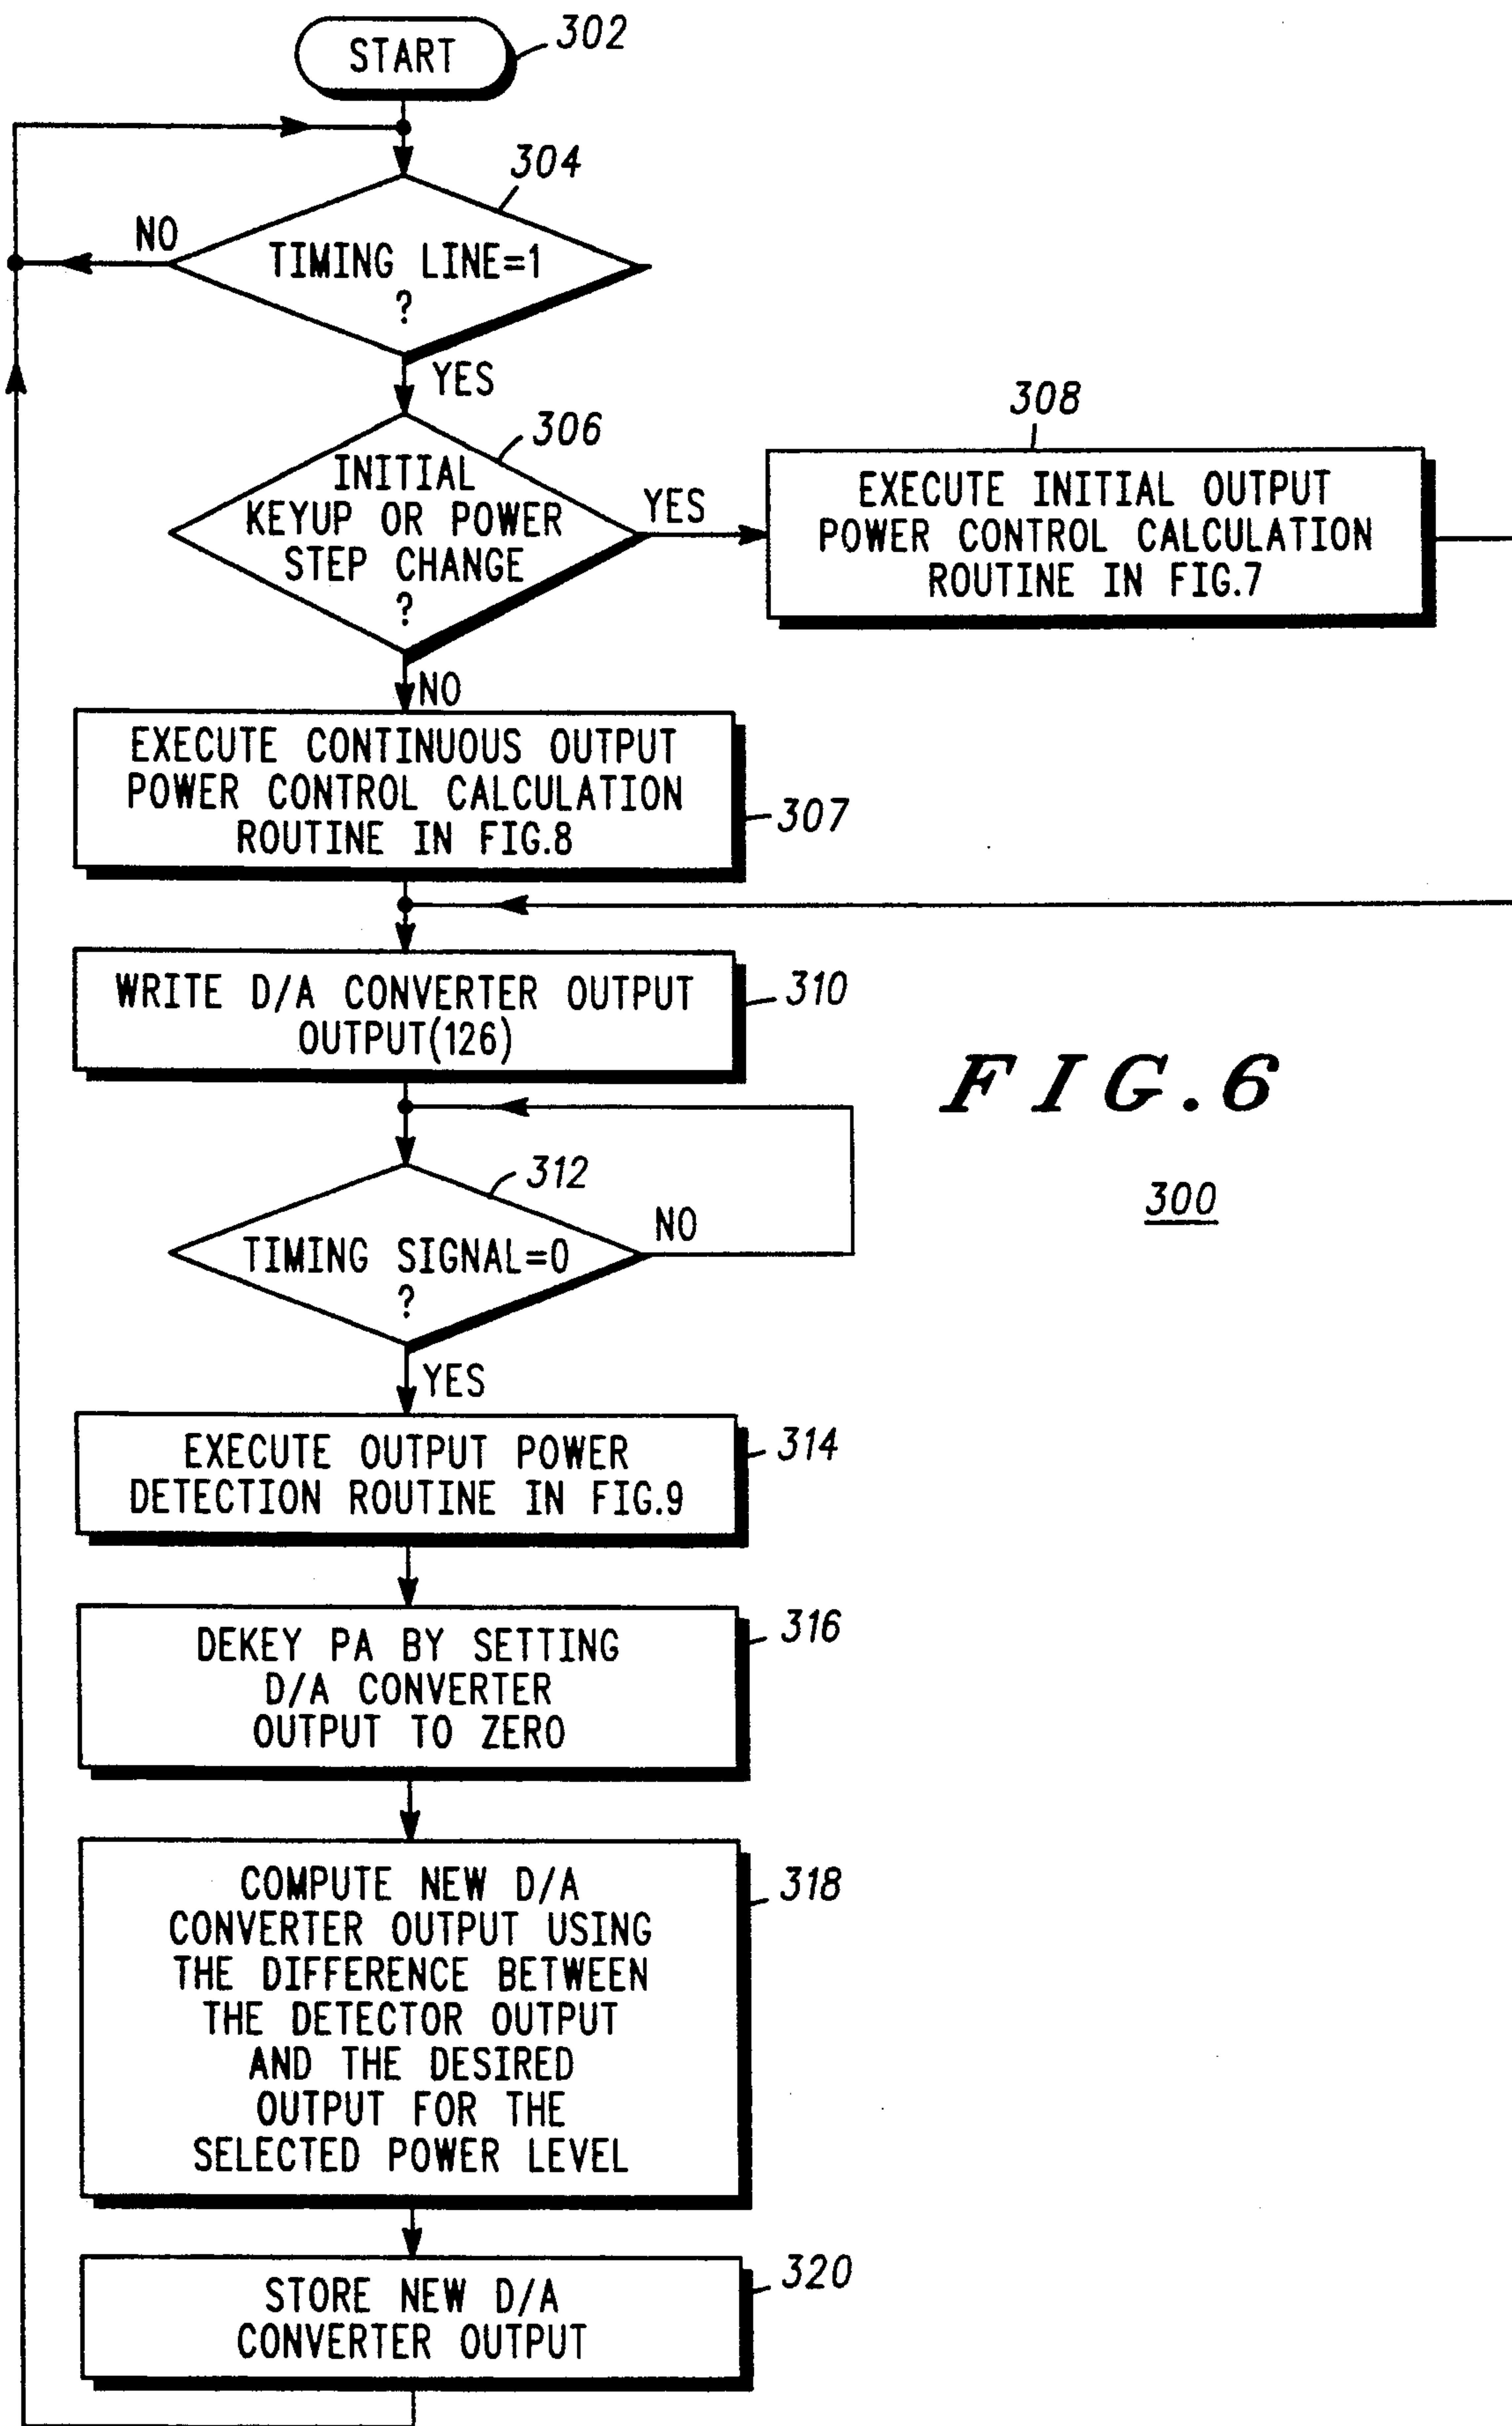 START
302
304
NO
TIMING LINE=1
?
YES
306
INITIAL
KEYUP OR POWER
STEP CHANGE
?
YES
308
EXECUTE INITIAL OUTPUT
POWER CONTROL CALCULATION
ROUTINE IN FIG.7
NO
EXECUTE CONTINUOUS OUTPUT
POWER CONTROL CALCULATION
ROUTINE IN FIG.8
307
WRITE D/A CONVERTER OUTPUT
OUTPUT(126)
310
FIG.6
300
312
TIMING SIGNAL=0
?
NO
YES
EXECUTE OUTPUT POWER
DETECTION ROUTINE IN FIG.9
314
DEKEY PA BY SETTING
D/A CONVERTER
OUTPUT TO ZERO
316
COMPUTE NEW D/A
CONVERTER OUTPUT USING
THE DIFFERENCE BETWEEN
THE DETECTOR OUTPUT
AND THE DESIRED
OUTPUT FOR THE
SELECTED POWER LEVEL
318
STORE NEW D/A
CONVERTER OUTPUT
320